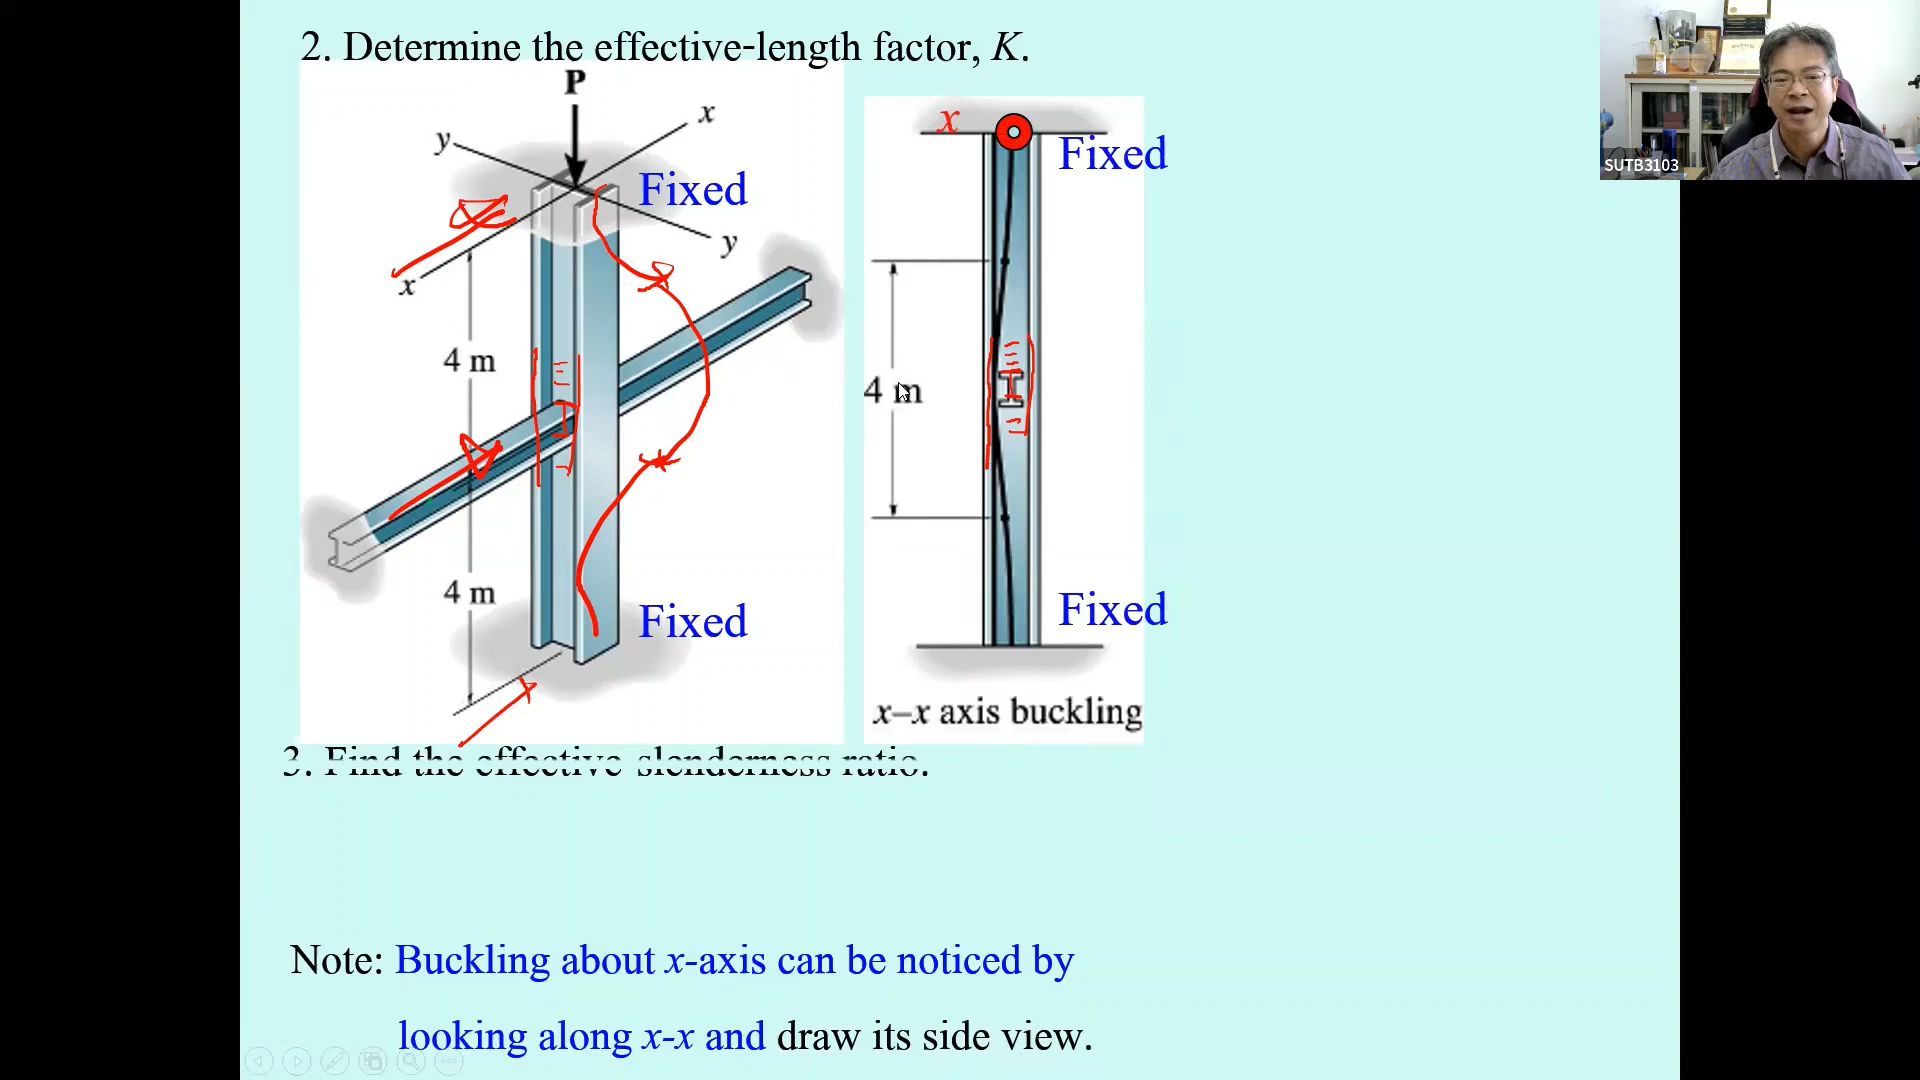 2. Determine the effective-length factor, K.
P
x
y
Fixed
y
x
4 m
4 m
Fixed
x
Fixed
4 m
Fixed
x–x axis buckling
3. Find the effective-slenderness ratio.
Note: Buckling about x-axis can be noticed by
looking along x-x and draw its side view.
SUTB3103